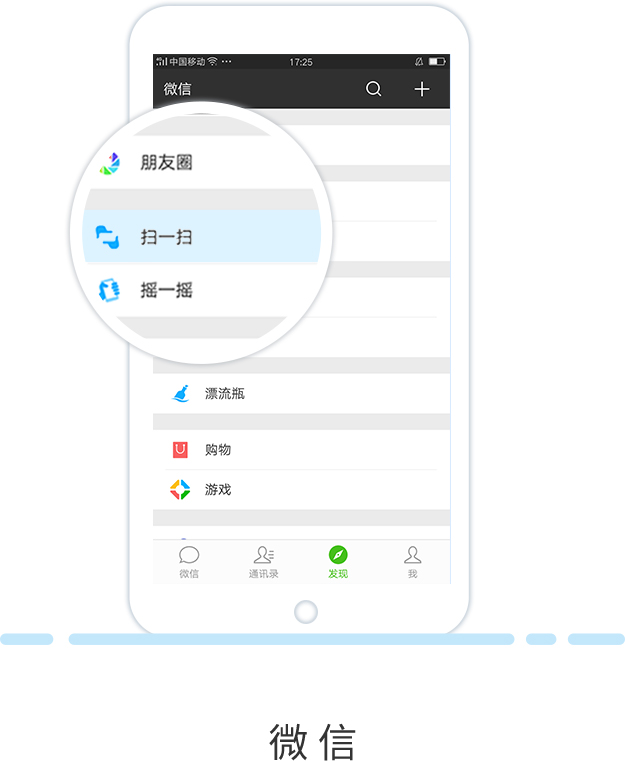 中国移动 17:25
微信
朋友圈
扫一扫
摇一摇
漂流瓶
购物
游戏
微信 通讯录 发现 我
微信